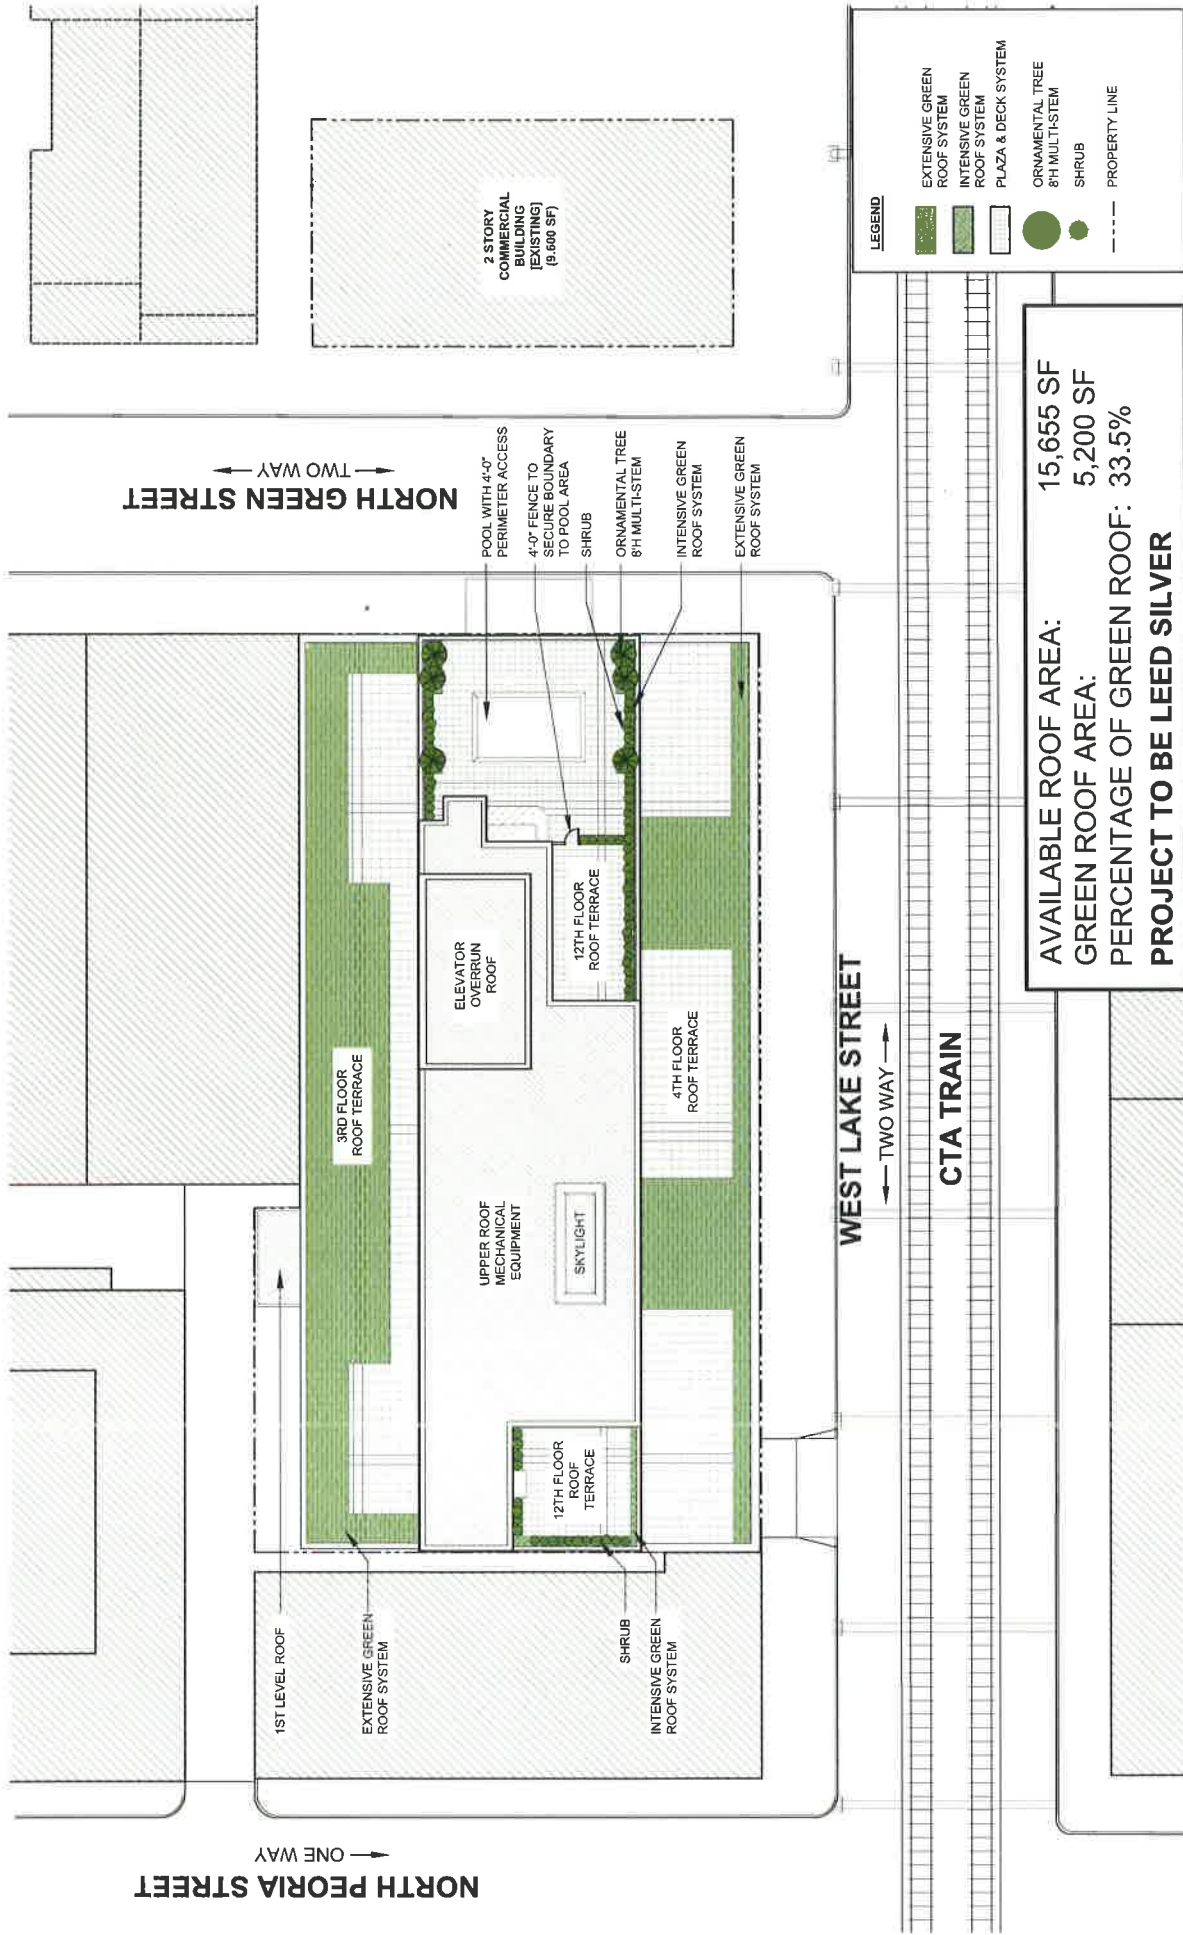 NORTH PEORIA STREET
ONE WAY
1ST LEVEL ROOF
EXTENSIVE GREEN
ROOF SYSTEM
SHRUB
INTENSIVE GREEN
ROOF SYSTEM
3RD FLOOR
ROOF TERRACE
UPPER ROOF
MECHANICAL
EQUIPMENT
SKYLIGHT
ELEVATOR
OVERRUN
ROOF
12TH FLOOR
ROOF
TERRACE
12TH FLOOR
ROOF TERRACE
4TH FLOOR
ROOF TERRACE
NORTH GREEN STREET
TWO WAY
POOL WITH 4'-0"
PERIMETER ACCESS
4'-0" FENCE TO
SECURE BOUNDARY
TO POOL AREA
SHRUB
ORNAMENTAL TREE
8'H MULTI-STEM
INTENSIVE GREEN
ROOF SYSTEM
EXTENSIVE GREEN
ROOF SYSTEM
2 STORY
COMMERCIAL
BUILDING
[EXISTING]
(9.600 SF)
WEST LAKE STREET
TWO WAY
CTA TRAIN
LEGEND
EXTENSIVE GREEN
ROOF SYSTEM
INTENSIVE GREEN
ROOF SYSTEM
PLAZA & DECK SYSTEM
ORNAMENTAL TREE
8'H MULTI-STEM
SHRUB
PROPERTY LINE
AVAILABLE ROOF AREA: 15,655 SF
GREEN ROOF AREA: 5,200 SF
PERCENTAGE OF GREEN ROOF: 33.5%
PROJECT TO BE LEED SILVER